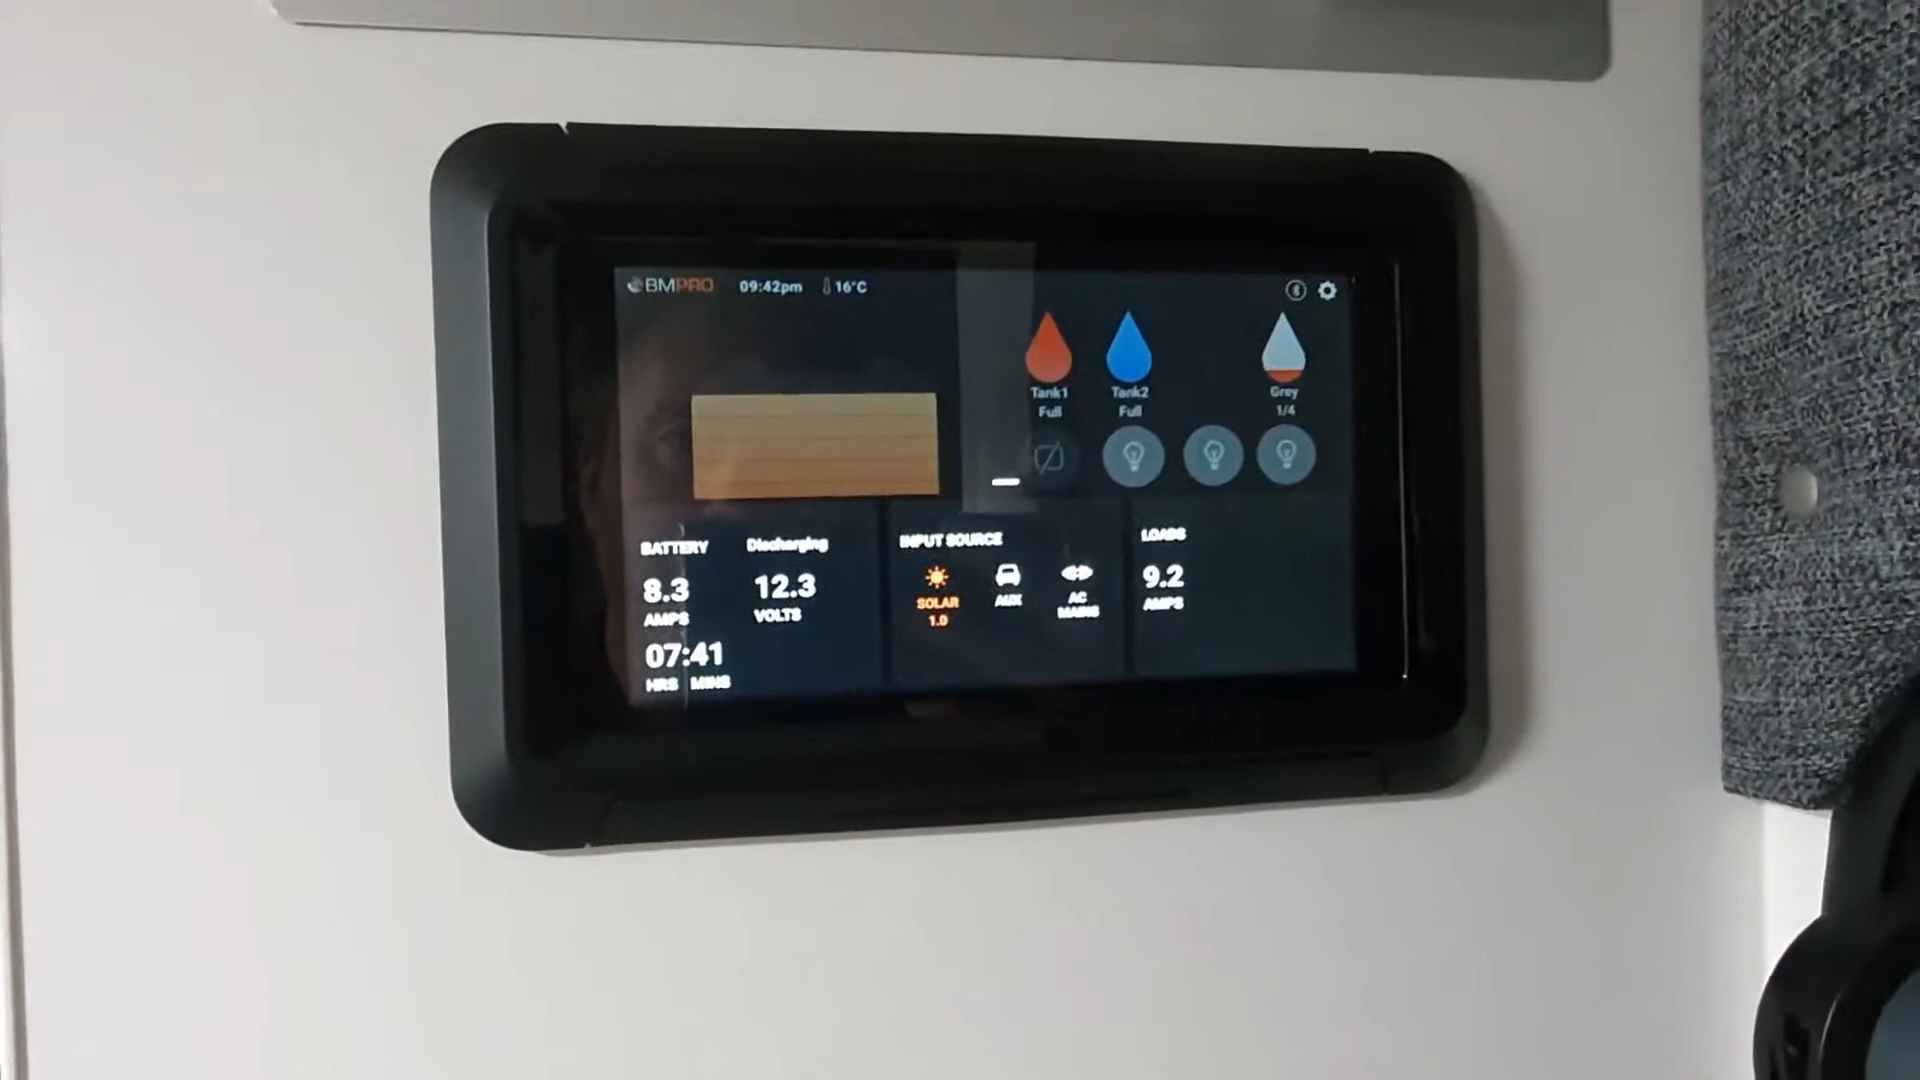 BMPRO 09:42pm 16°C
Tank1 Tank2 Grey
Full Full 1/4
BATTERY Discharging
8.3 12.3
AMPS VOLTS
07:41
HRS MINS
INPUT SOURCE
SOLAR AUX AC MAINS
1.0
LOADS
9.2
AMPS